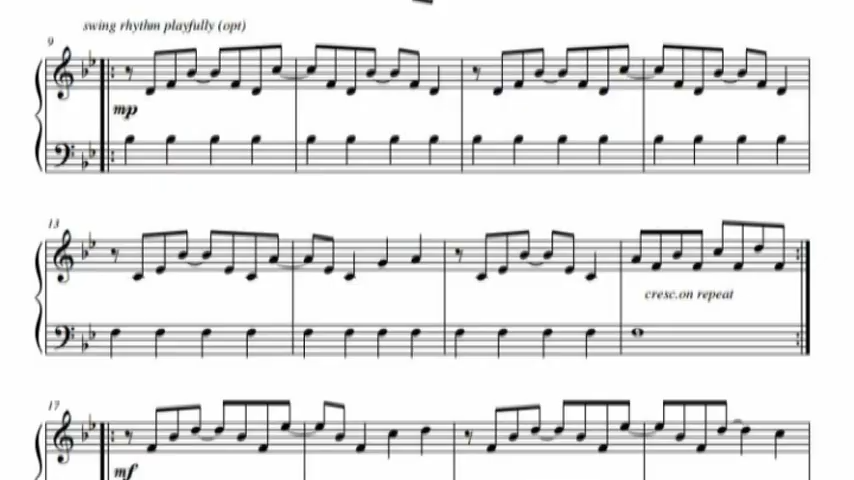 swing rhythm playfully (opt)
9
mp
13
cresc.on repeat
17
mf